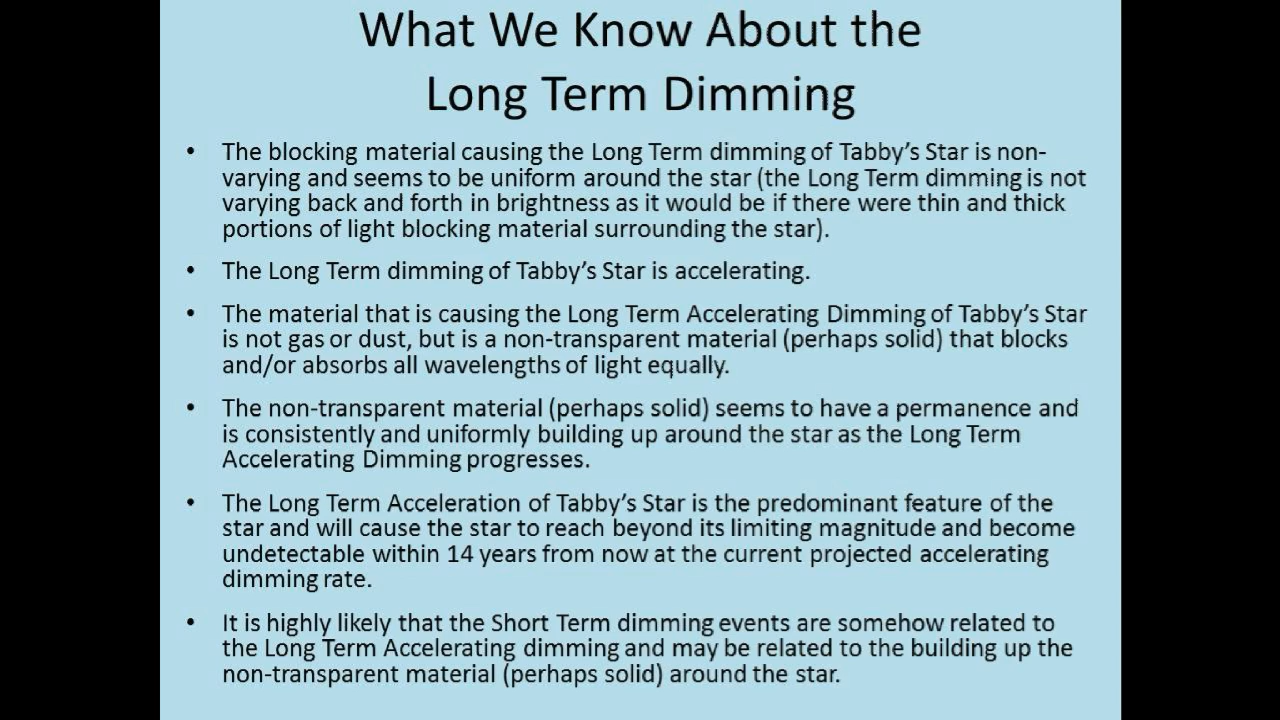 What We Know About the
Long Term Dimming
• The blocking material causing the Long Term dimming of Tabby's Star is non-
varying and seems to be uniform around the star (the Long Term dimming is not
varying back and forth in brightness as it would be if there were thin and thick
portions of light blocking material surrounding the star).
• The Long Term dimming of Tabby's Star is accelerating.
• The material that is causing the Long Term Accelerating Dimming of Tabby's Star
is not gas or dust, but is a non-transparent material (perhaps solid) that blocks
and/or absorbs all wavelengths of light equally.
• The non-transparent material (perhaps solid) seems to have a permanence and
is consistently and uniformly building up around the star as the Long Term
Accelerating Dimming progresses.
• The Long Term Acceleration of Tabby's Star is the predominant feature of the
star and will cause the star to reach beyond its limiting magnitude and become
undetectable within 14 years from now at the current projected accelerating
dimming rate.
• It is highly likely that the Short Term dimming events are somehow related to
the Long Term Accelerating dimming and may be related to the building up the
non-transparent material (perhaps solid) around the star.